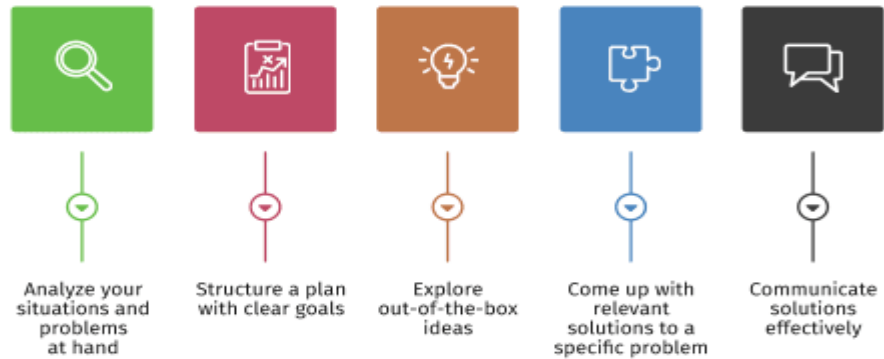 Analyze your
situations and
problems
at hand
Structure a plan
with clear goals
Explore
out-of-the-box
ideas
Come up with
relevant
solutions to a
specific problem
Communicate
solutions
effectively